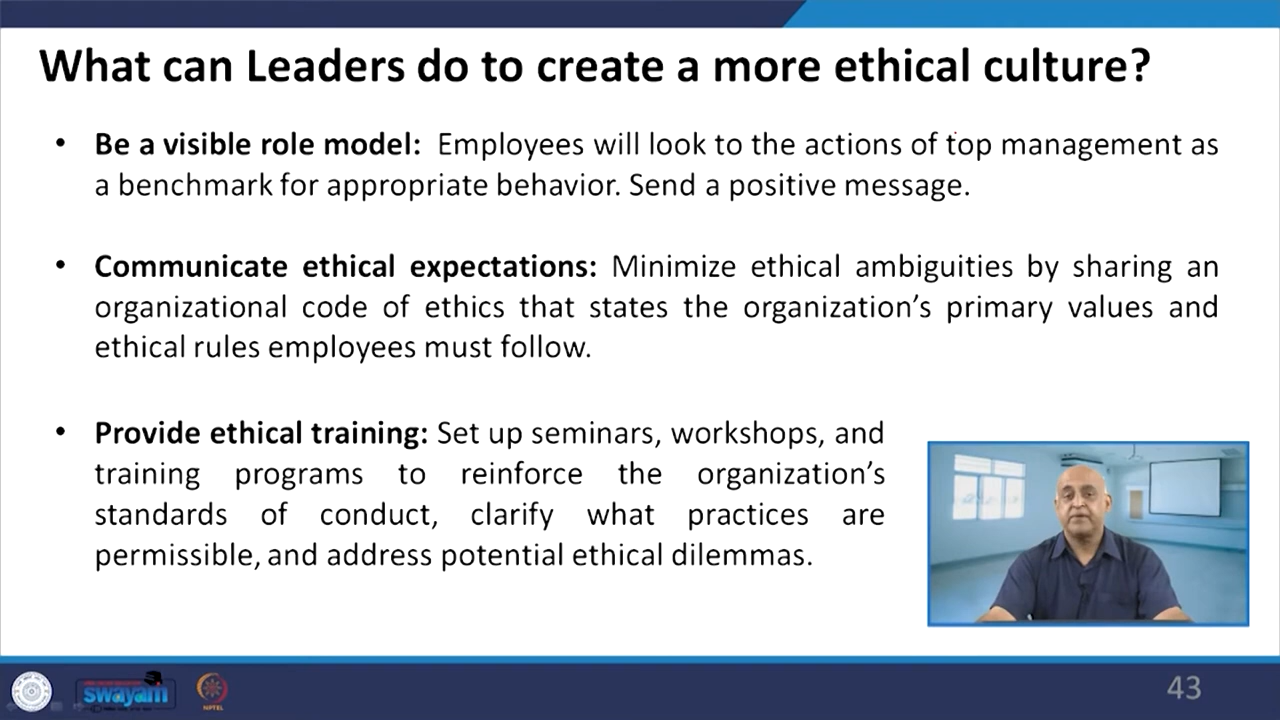 What can Leaders do to create a more ethical culture?
• Be a visible role model: Employees will look to the actions of top management as
a benchmark for appropriate behavior. Send a positive message.
• Communicate ethical expectations: Minimize ethical ambiguities by sharing an
organizational code of ethics that states the organization’s primary values and
ethical rules employees must follow.
• Provide ethical training: Set up seminars, workshops, and
training programs to reinforce the organization’s
standards of conduct, clarify what practices are
permissible, and address potential ethical dilemmas.
swayam
NPTEL
43